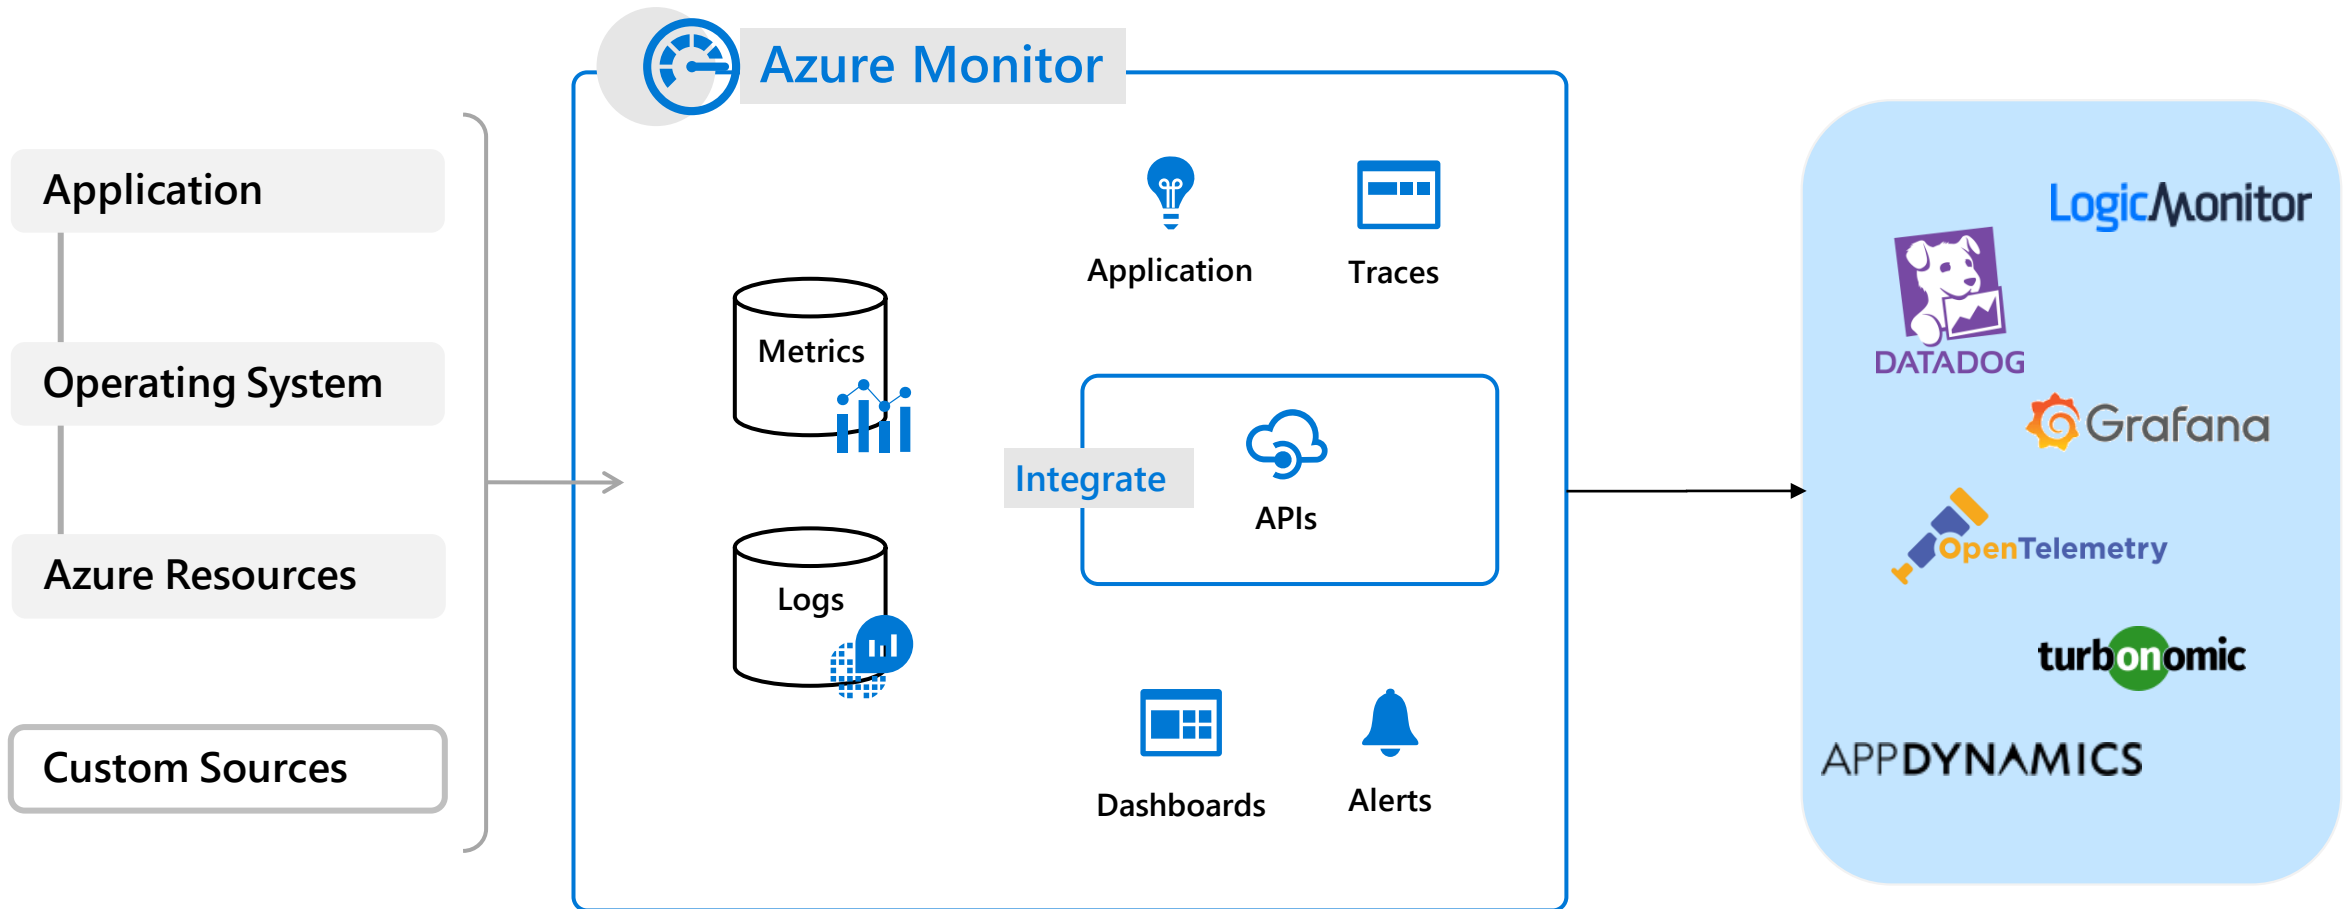 Azure Monitor
Application
Operating System
Azure Resources
Custom Sources
Metrics
Logs
Application
Traces
Integrate
APIs
Dashboards
Alerts
LogicMonitor
DATADOG
Grafana
OpenTelemetry
turbonomic
APPDYNAMICS